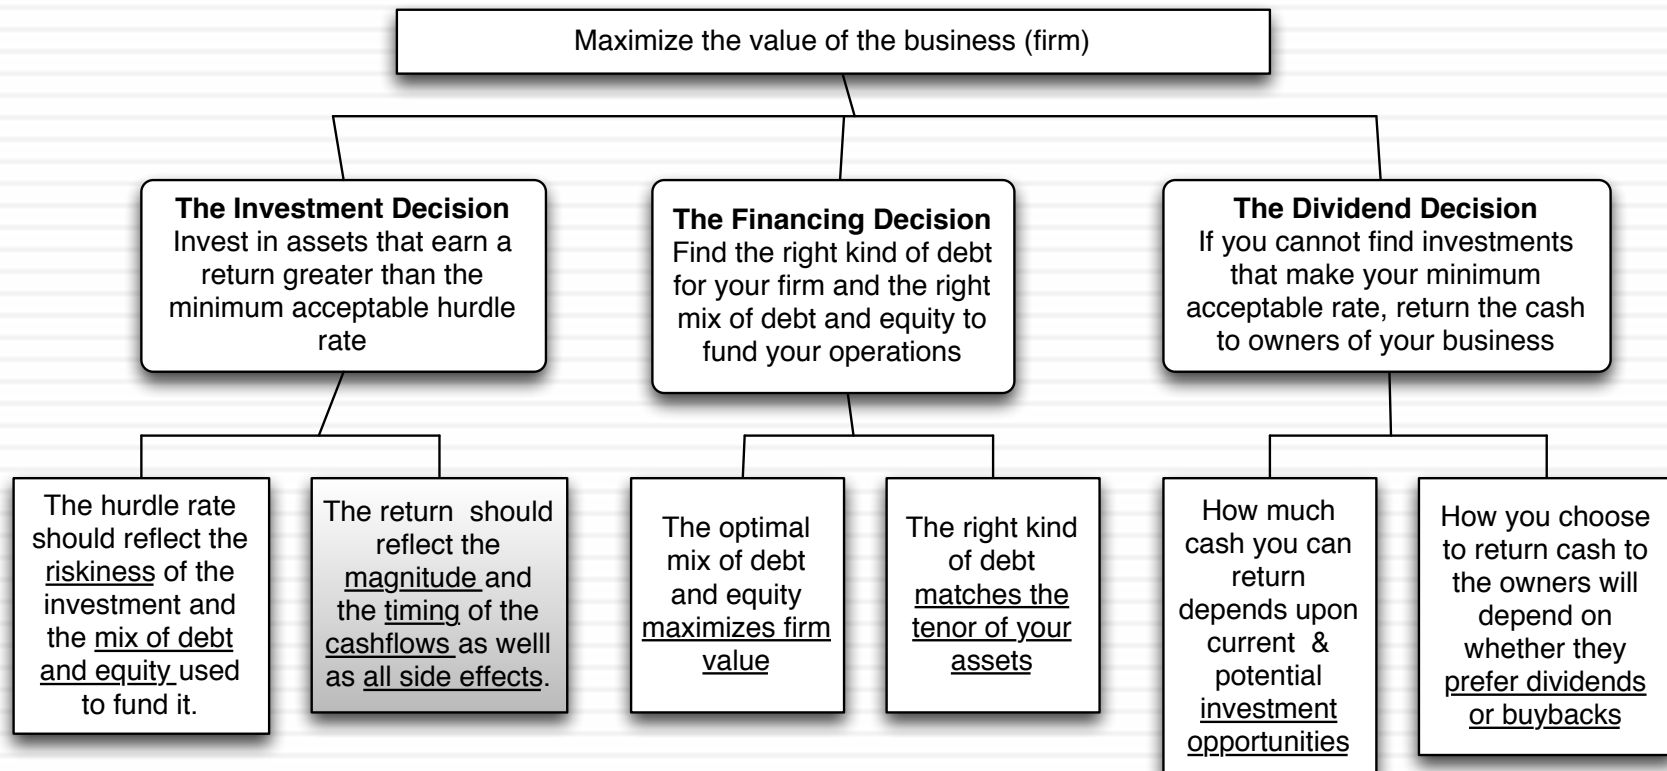 Maximize the value of the business (firm)
The Investment Decision
Invest in assets that earn a
return greater than the
minimum acceptable hurdle
rate
The Financing Decision
Find the right kind of debt
for your firm and the right
mix of debt and equity to
fund your operations
The Dividend Decision
If you cannot find investments
that make your minimum
acceptable rate, return the cash
to owners of your business
The hurdle rate
should reflect the
riskiness of the
investment and
the mix of debt
and equity used
to fund it.
The return should
reflect the
magnitude and
the timing of the
cashflows as welll
as all side effects.
The optimal
mix of debt
and equity
maximizes firm
value
The right kind
of debt
matches the
tenor of your
assets
How much
cash you can
return
depends upon
current &
potential
investment
opportunities
How you choose
to return cash to
the owners will
depend on
whether they
prefer dividends
or buybacks